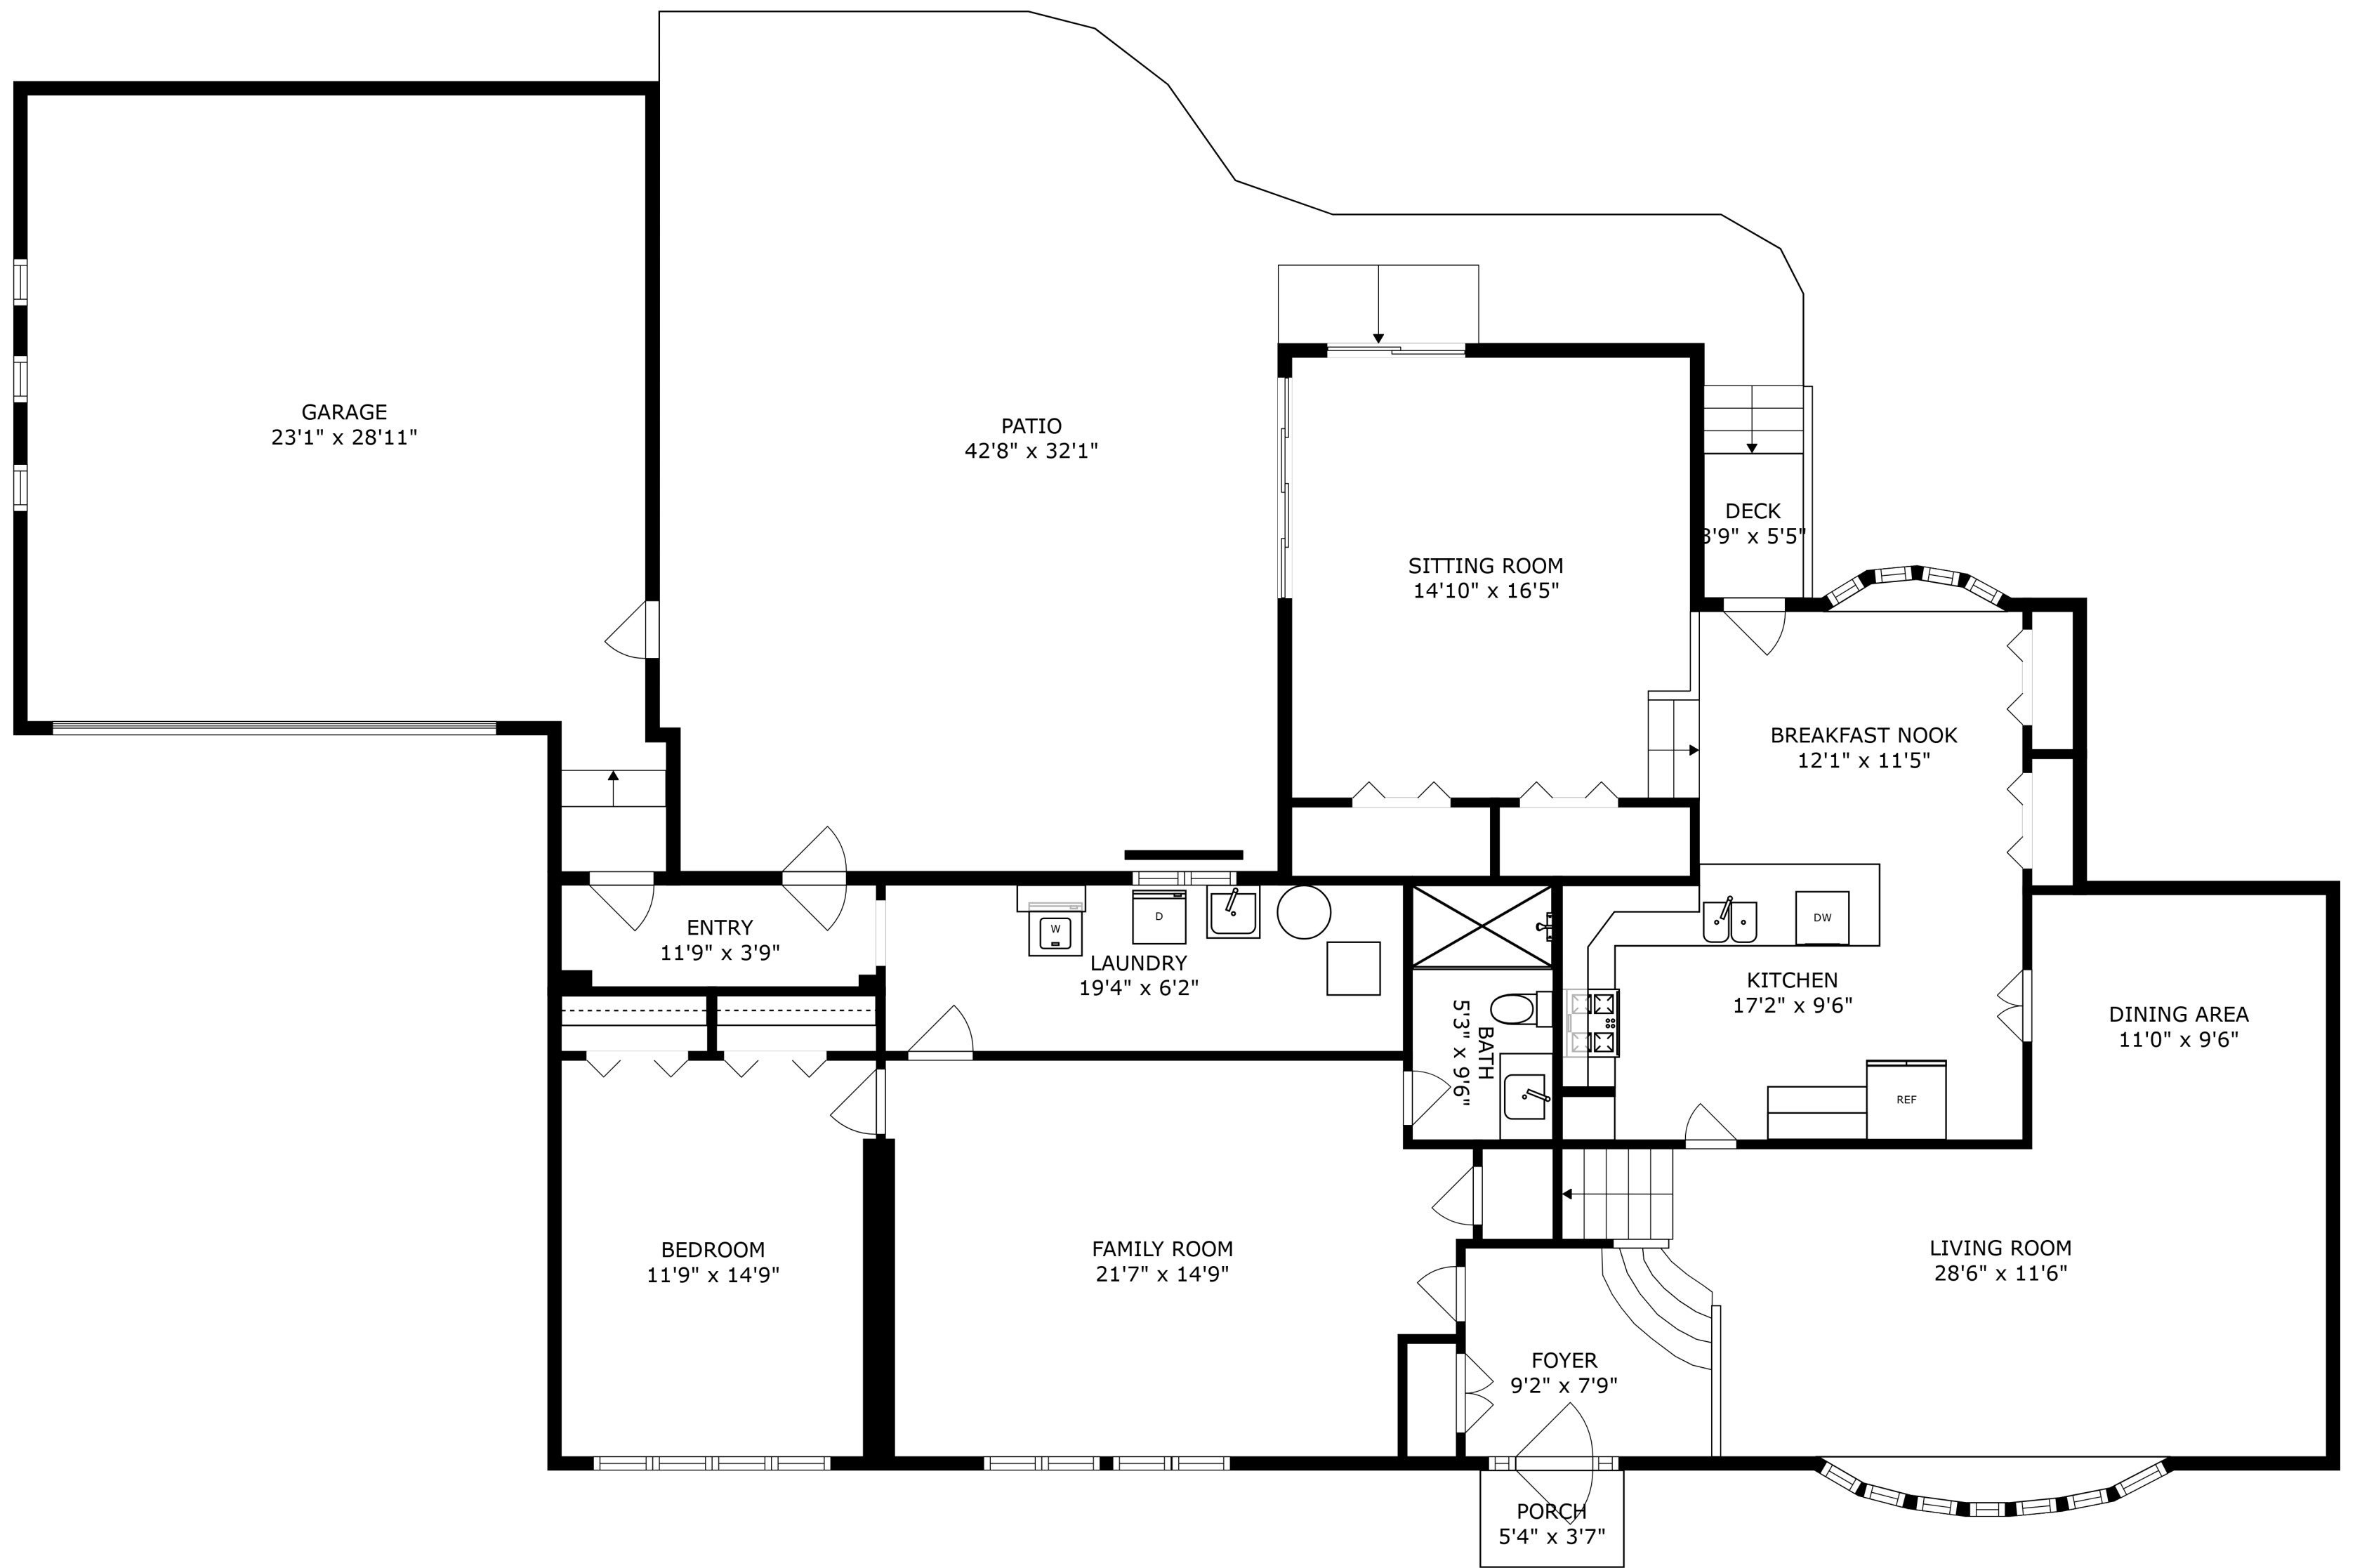 GARAGE
23'1" x 28'11"
PATIO
42'8" x 32'1"
DECK
3'9" x 5'5"
SITTING ROOM
14'10" x 16'5"
BREAKFAST NOOK
12'1" x 11'5"
ENTRY
11'9" x 3'9"
W
D
LAUNDRY
19'4" x 6'2"
BATH
5'3" x 9'6"
DW
KITCHEN
17'2" x 9'6"
REF
DINING AREA
11'0" x 9'6"
BEDROOM
11'9" x 14'9"
FAMILY ROOM
21'7" x 14'9"
LIVING ROOM
28'6" x 11'6"
FOYER
9'2" x 7'9"
PORCH
5'4" x 3'7"